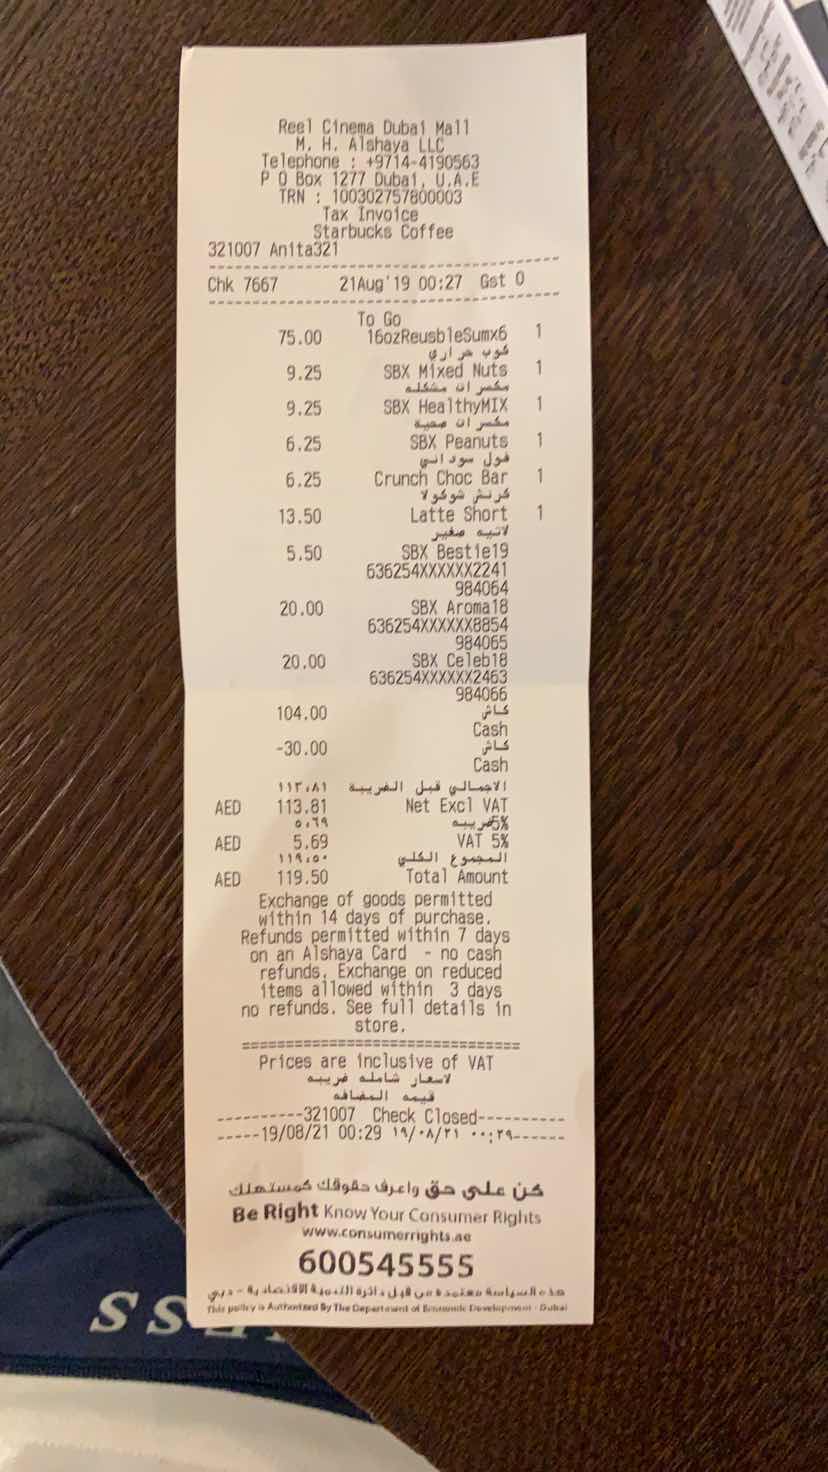 Reel Cinema Dubai Mall
M. H. Alshaya LLC
Telephone : +9714-4190563
P O Box 1277 Dubai, U.A.E
TRN : 100302757800003
Tax Invoice
Starbucks Coffee
321007 Anita321
--------------------------------
Chk 7667 21Aug'19 00:27 Gst 0
--------------------------------
To Go
75.00 16ozReusbleSumx6 1
كوب حراري
9.25 SBX Mixed Nuts 1
مكسر ات مشكله
9.25 SBX HealthyMIX 1
مكسر ات صحية
6.25 SBX Peanuts 1
فول سوداني
6.25 Crunch Choc Bar 1
كرنش شوكولا
13.50 Latte Short 1
لاتيه صغير
5.50 SBX Bestie19
636254XXXXXX2241
984064
20.00 SBX Aroma18
636254XXXXXX8854
984065
20.00 SBX Celeb18
636254XXXXXX2463
984066
104.00 كاش
Cash
-30.00 كاش
Cash
١١٣،٨١ الاجمالي قبل الضريبة
AED 113.81 Net Excl VAT
٥،٦٩ ضريبه 5%
AED 5.69 VAT 5%
١١٩،٥٠ المجموع الكلي
AED 119.50 Total Amount
Exchange of goods permitted
within 14 days of purchase.
Refunds permitted within 7 days
on an Alshaya Card - no cash
refunds. Exchange on reduced
items allowed within 3 days
no refunds. See full details in
store.
================================
Prices are inclusive of VAT
لاسعار شامله ضريبه
قيمه المضافه
----------321007 Check Closed----------
-----19/08/21 00:29 ١٩/٠٨/٢١ ٠٠:٢٩------
كن على حق واعرف حقوقك كمستهلك
Be Right Know Your Consumer Rights
www.consumerrights.ae
600545555
هذه السياسة معتمدة من قبل دائرة التنمية الاقتصادية - دبي
This policy is Authorized By The Department of Economic Development - Dubai
SS